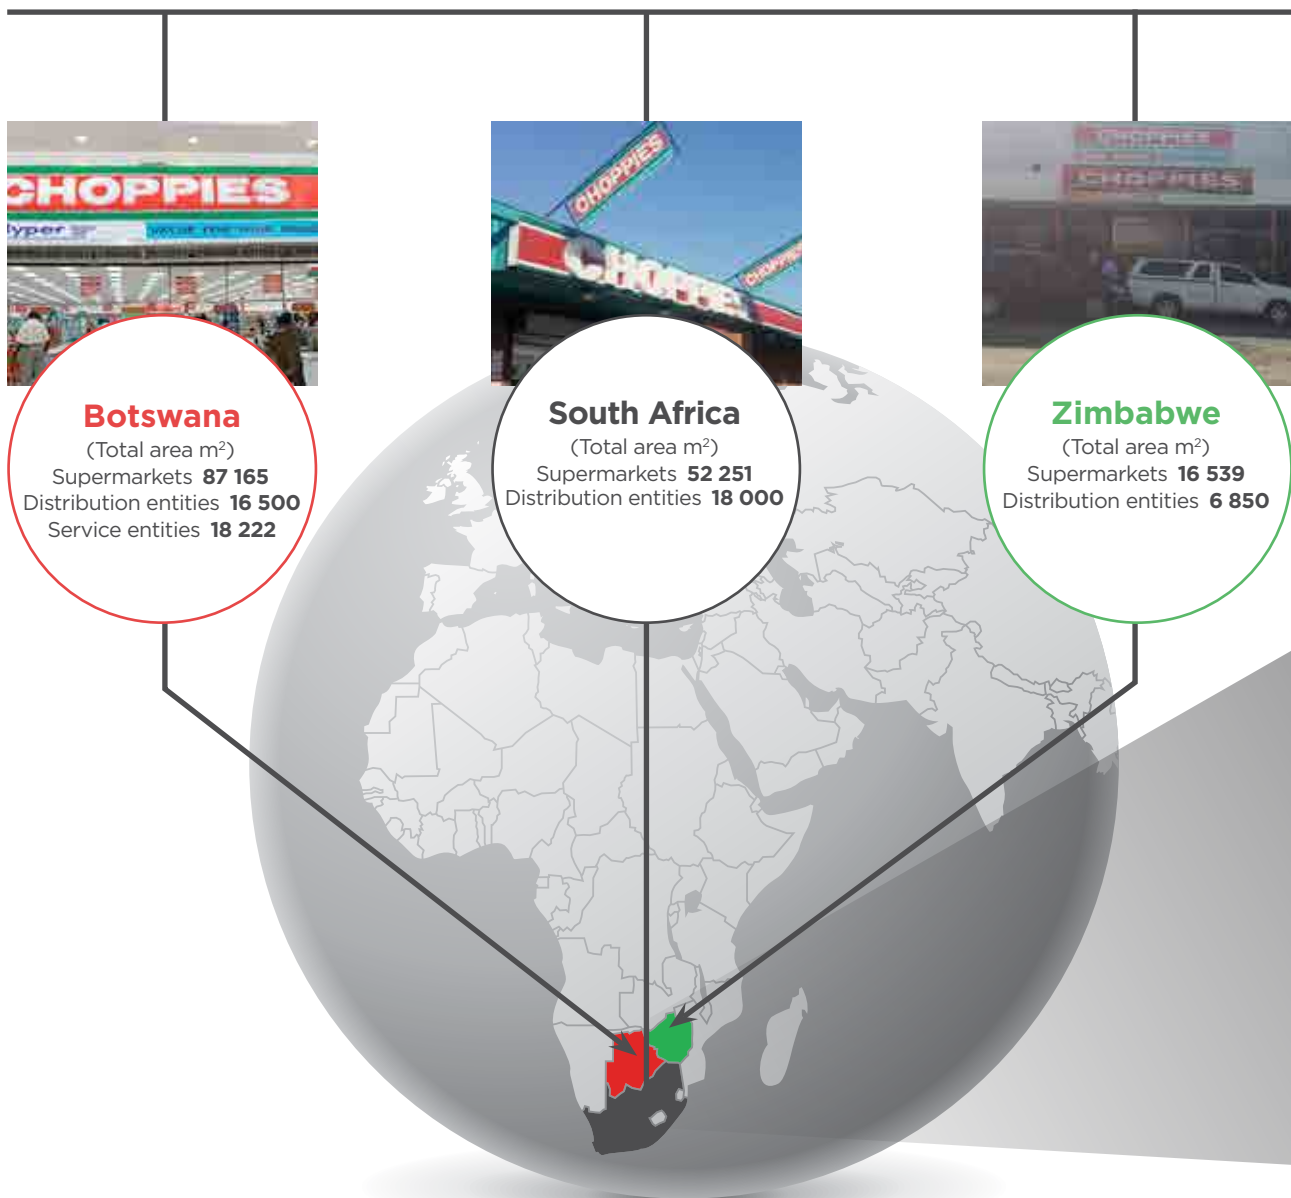 CHOPPIES
CHOPPIES
CHOPPIES
CHOPPIES
CHOPPIES
CHOPPIES
Botswana
(Total area m²)
Supermarkets 87 165
Distribution entities 16 500
Service entities 18 222
South Africa
(Total area m²)
Supermarkets 52 251
Distribution entities 18 000
Zimbabwe
(Total area m²)
Supermarkets 16 539
Distribution entities 6 850